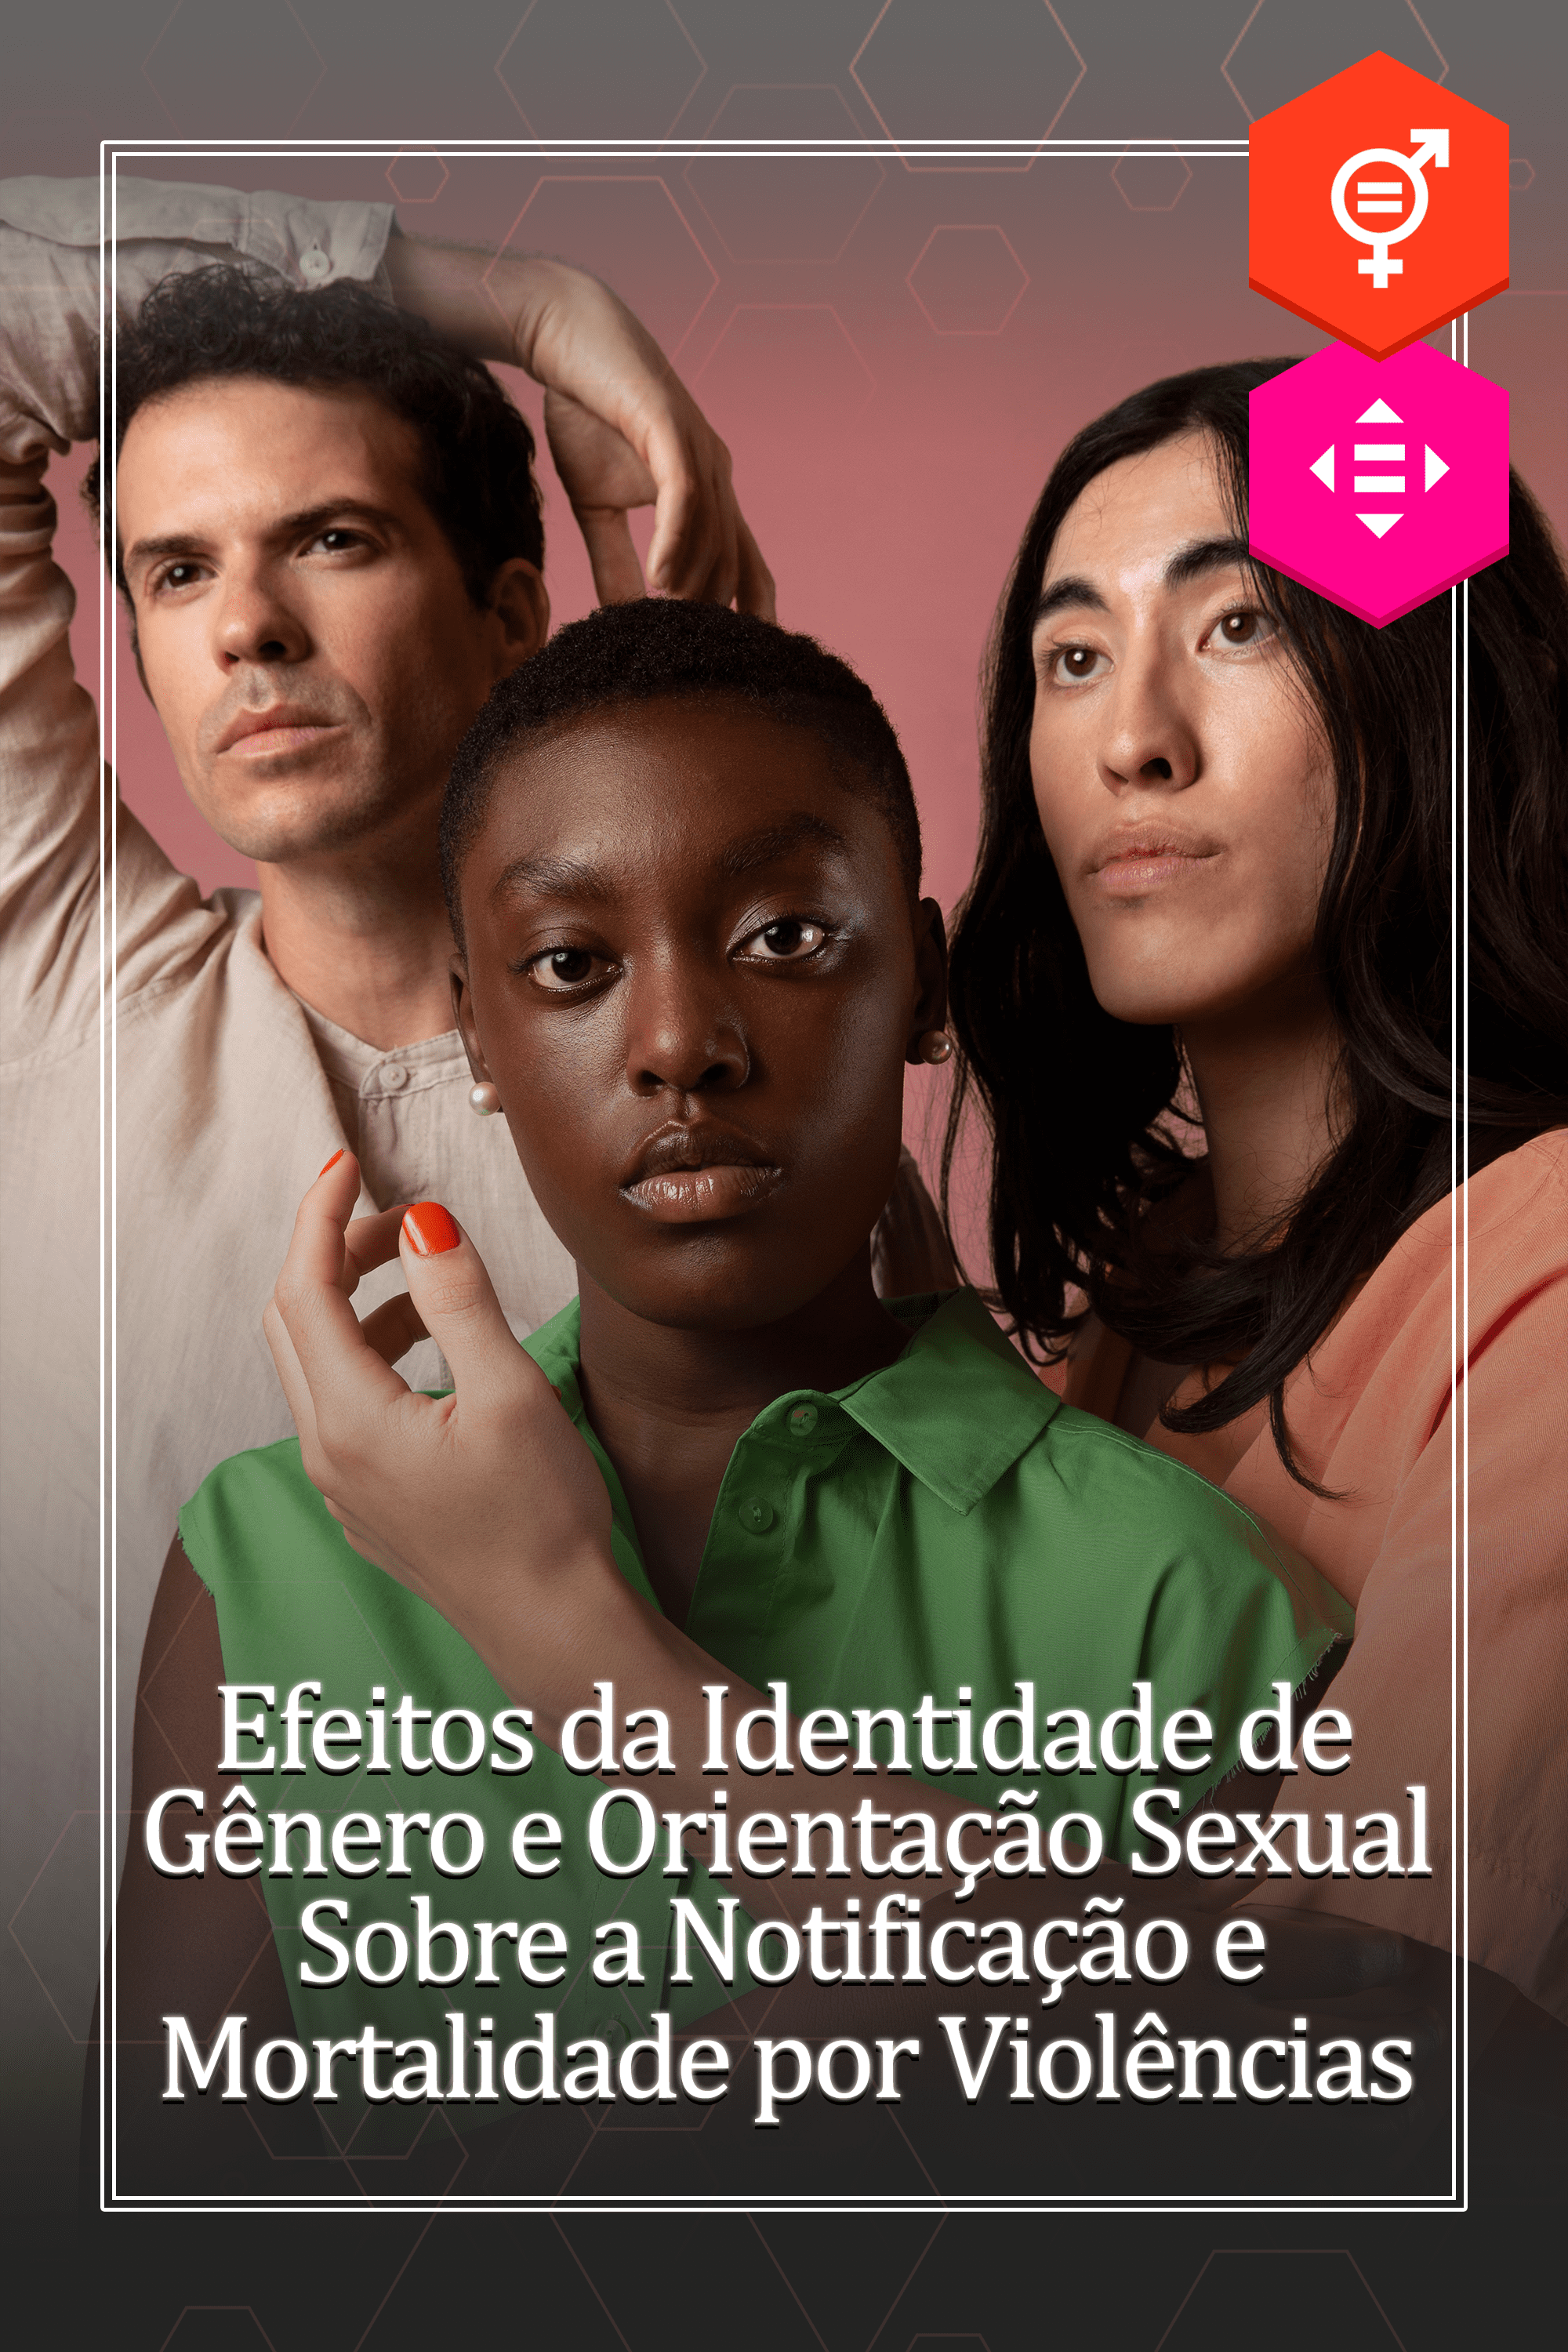 Efeitos da Identidade de
Gênero e Orientação Sexual
Sobre a Notificação e
Mortalidade por Violências